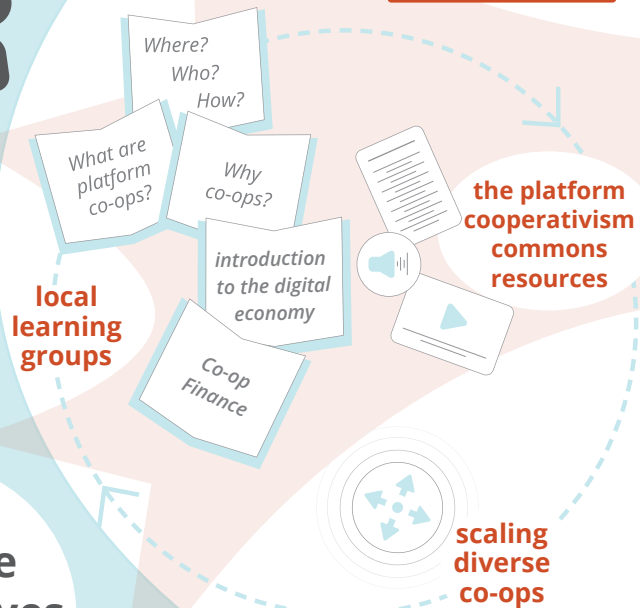 Where?
Who?
How?
What are
platform
co-ops?
Why
co-ops?
the platform
cooperativism
commons
resources
introduction
to the digital
economy
local
learning
groups
Co-op
Finance
scaling
diverse
co-ops